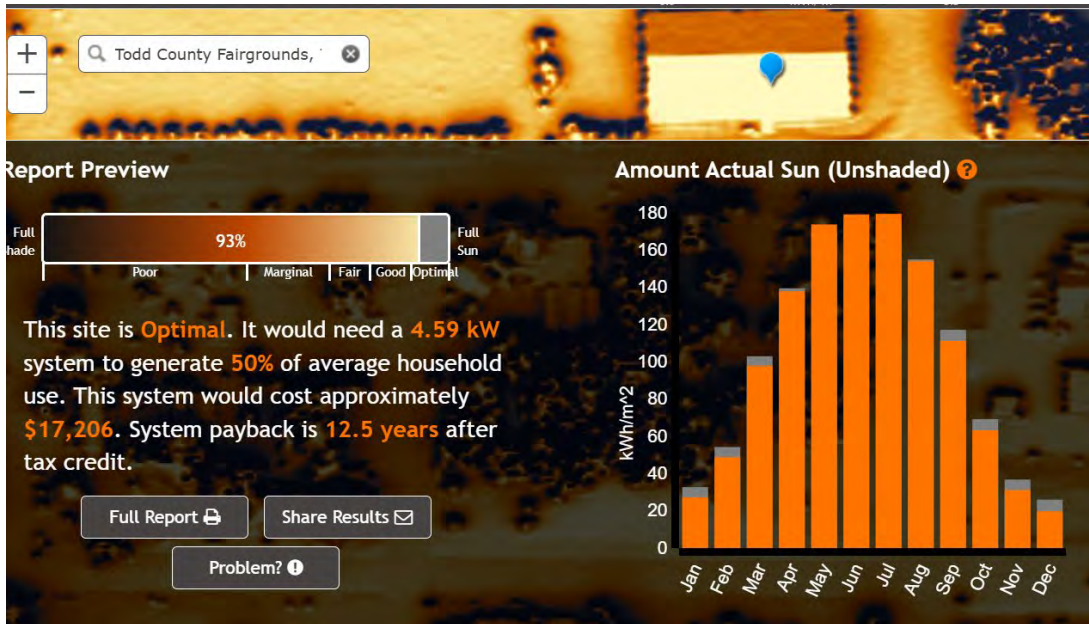 +
−
Todd County Fairgrounds,
Report Preview
Full
Shade
93%
Full
Sun
Poor
Marginal
Fair
Good
Optimal
This site is Optimal. It would need a 4.59 kW
system to generate 50% of average household
use. This system would cost approximately
$17,206. System payback is 12.5 years after
tax credit.
Full Report
Share Results
Problem?
Amount Actual Sun (Unshaded) ?
kWh/m^2
180
160
140
120
100
80
60
40
20
0
Jan
Feb
Mar
Apr
May
Jun
Jul
Aug
Sep
Oct
Nov
Dec